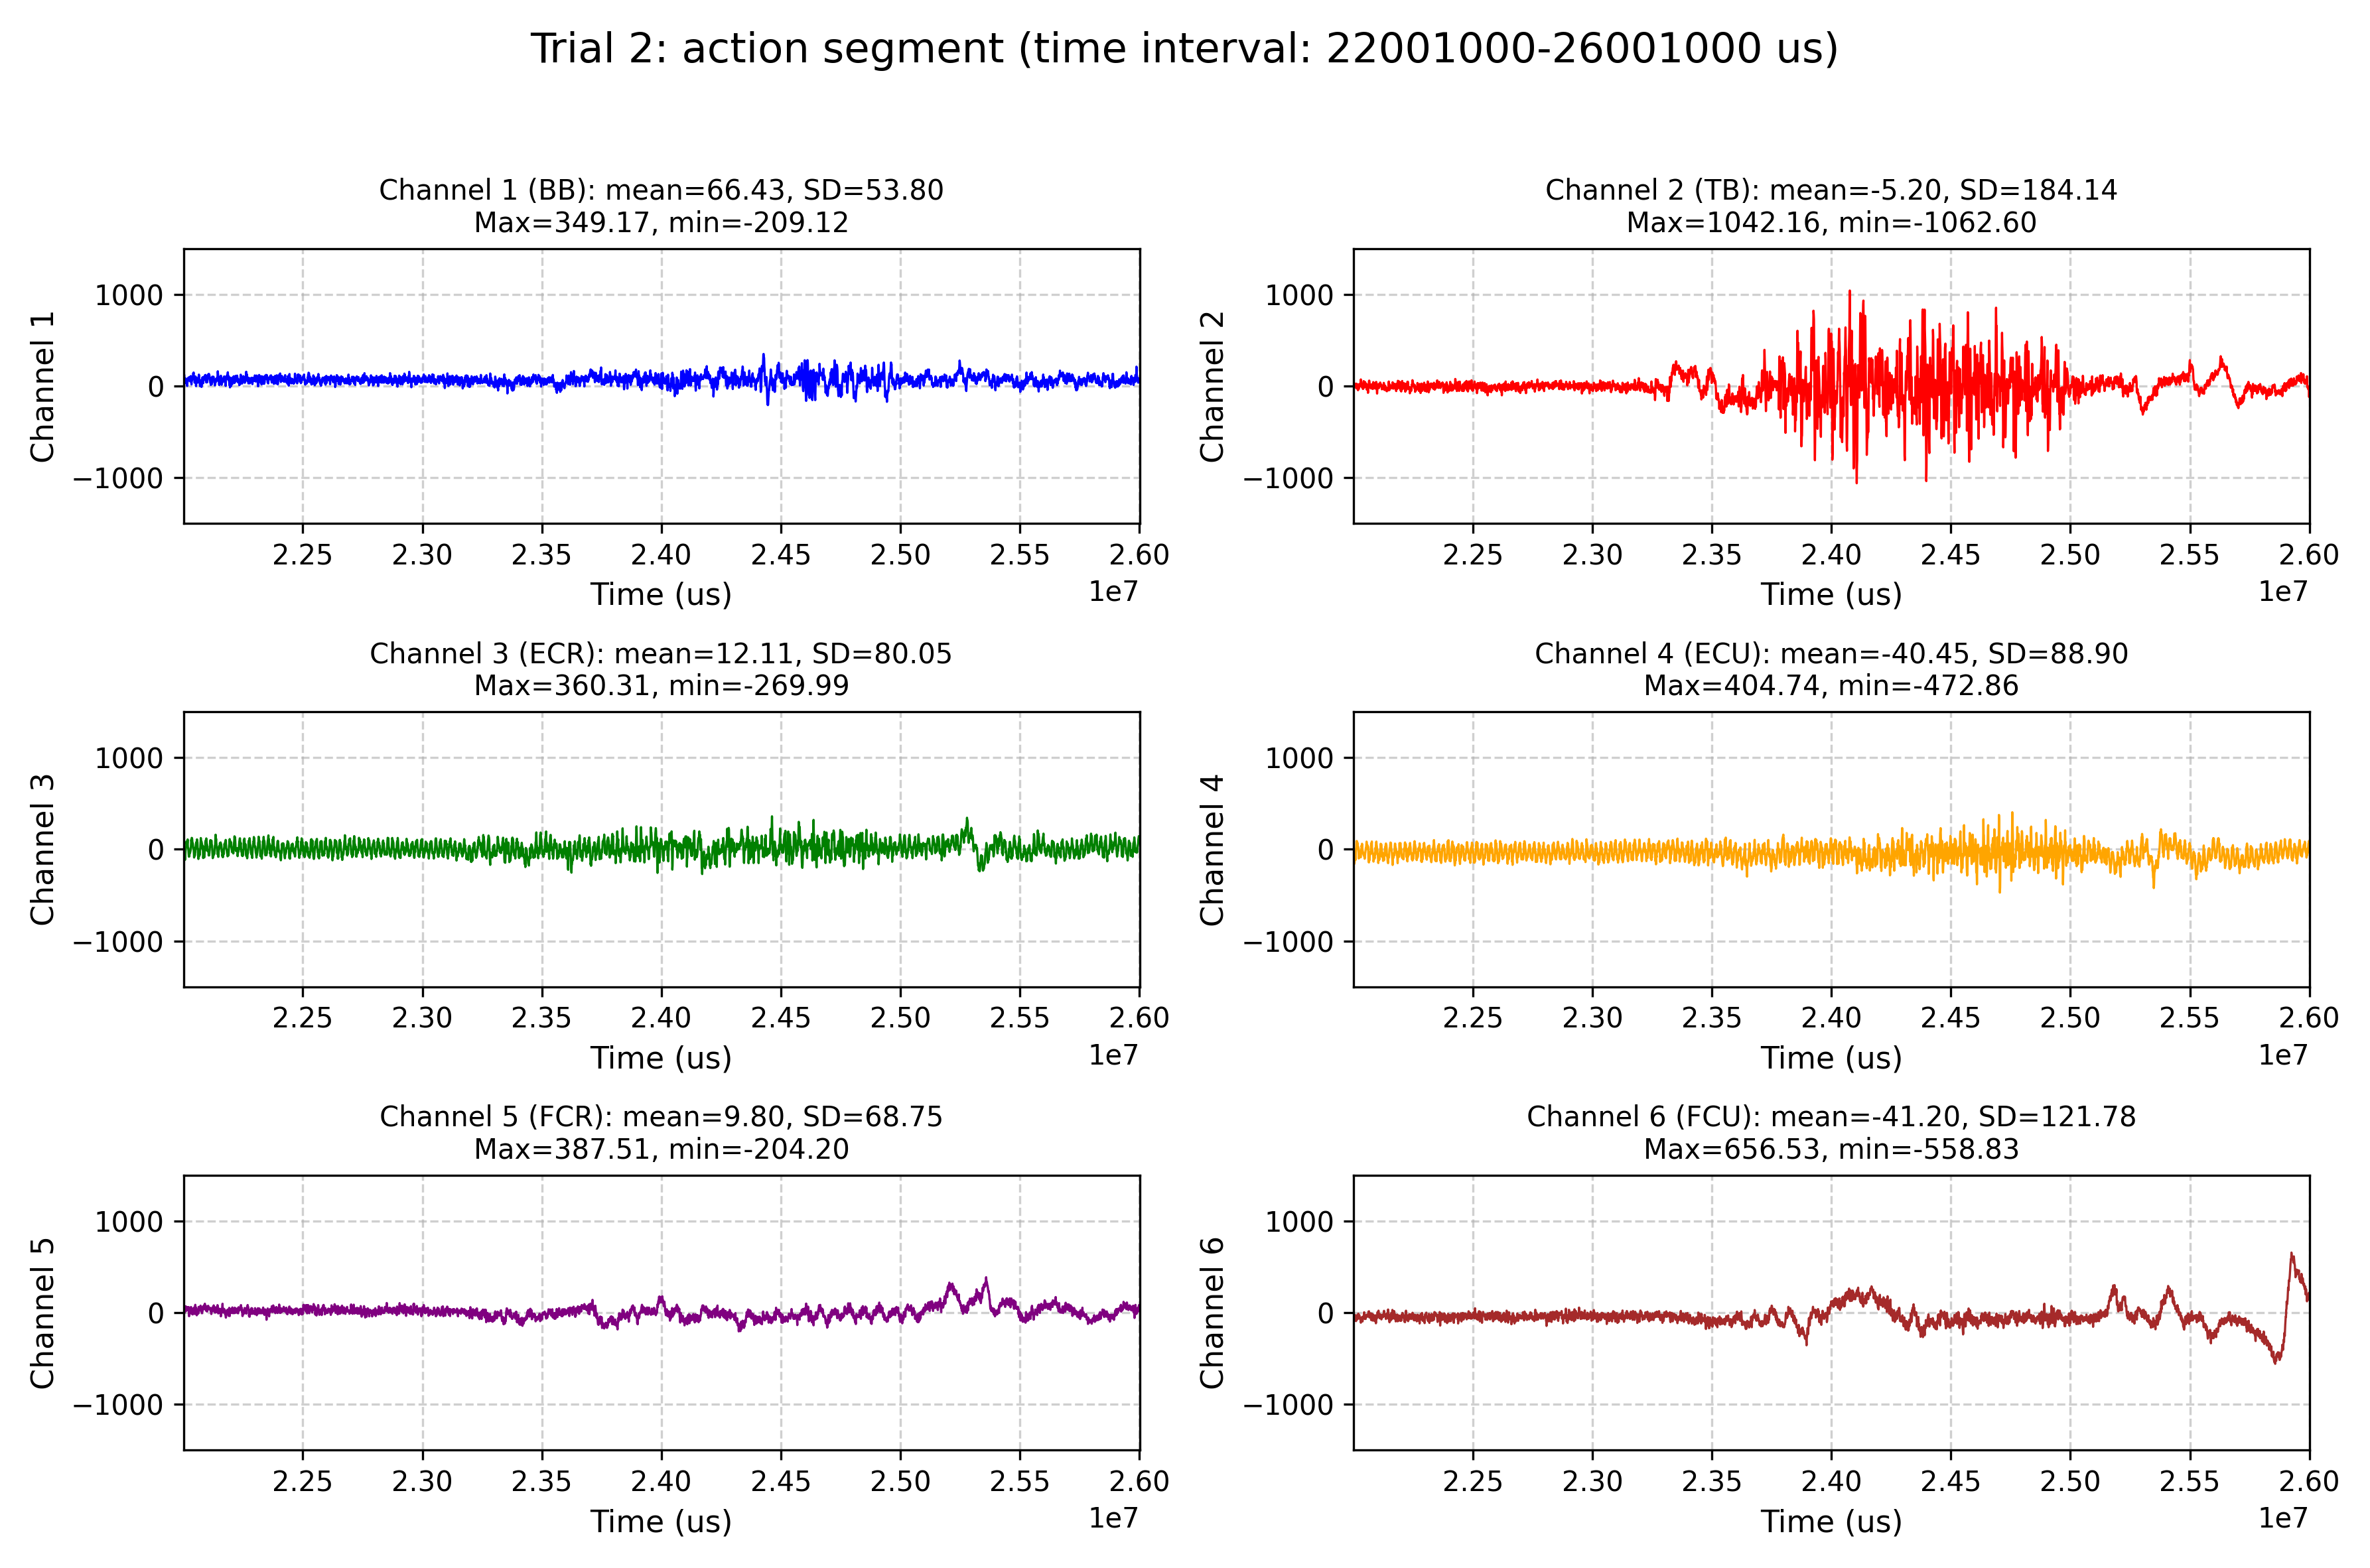 Trial 2: action segment (time interval: 22001000-26001000 us)
Channel 1 (BB): mean=66.43, SD=53.80
Max=349.17, min=-209.12
Channel 1
1000
0
−1000
2.25 2.30 2.35 2.40 2.45 2.50 2.55 2.60
Time (us)
1e7
Channel 2 (TB): mean=-5.20, SD=184.14
Max=1042.16, min=-1062.60
Channel 2
1000
0
−1000
2.25 2.30 2.35 2.40 2.45 2.50 2.55 2.60
Time (us)
1e7
Channel 3 (ECR): mean=12.11, SD=80.05
Max=360.31, min=-269.99
Channel 3
1000
0
−1000
2.25 2.30 2.35 2.40 2.45 2.50 2.55 2.60
Time (us)
1e7
Channel 4 (ECU): mean=-40.45, SD=88.90
Max=404.74, min=-472.86
Channel 4
1000
0
−1000
2.25 2.30 2.35 2.40 2.45 2.50 2.55 2.60
Time (us)
1e7
Channel 5 (FCR): mean=9.80, SD=68.75
Max=387.51, min=-204.20
Channel 5
1000
0
−1000
2.25 2.30 2.35 2.40 2.45 2.50 2.55 2.60
Time (us)
1e7
Channel 6 (FCU): mean=-41.20, SD=121.78
Max=656.53, min=-558.83
Channel 6
1000
0
−1000
2.25 2.30 2.35 2.40 2.45 2.50 2.55 2.60
Time (us)
1e7